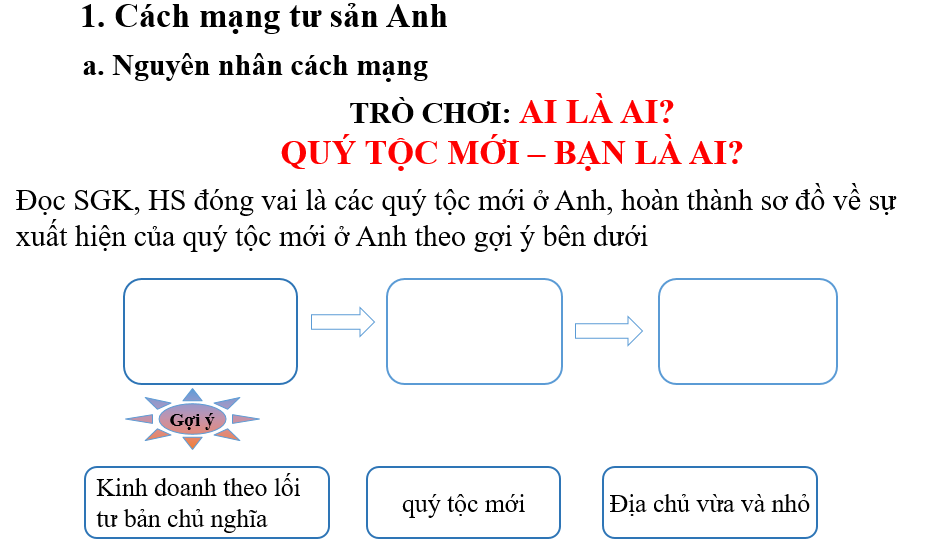 1. Cách mạng tư sản Anh
a. Nguyên nhân cách mạng
TRÒ CHƠI: AI LÀ AI?
QUÝ TỘC MỚI – BẠN LÀ AI?
Đọc SGK, HS đóng vai là các quý tộc mới ở Anh, hoàn thành sơ đồ về sự
xuất hiện của quý tộc mới ở Anh theo gợi ý bên dưới
Gợi ý
Kinh doanh theo lối
tư bản chủ nghĩa
quý tộc mới
Địa chủ vừa và nhỏ